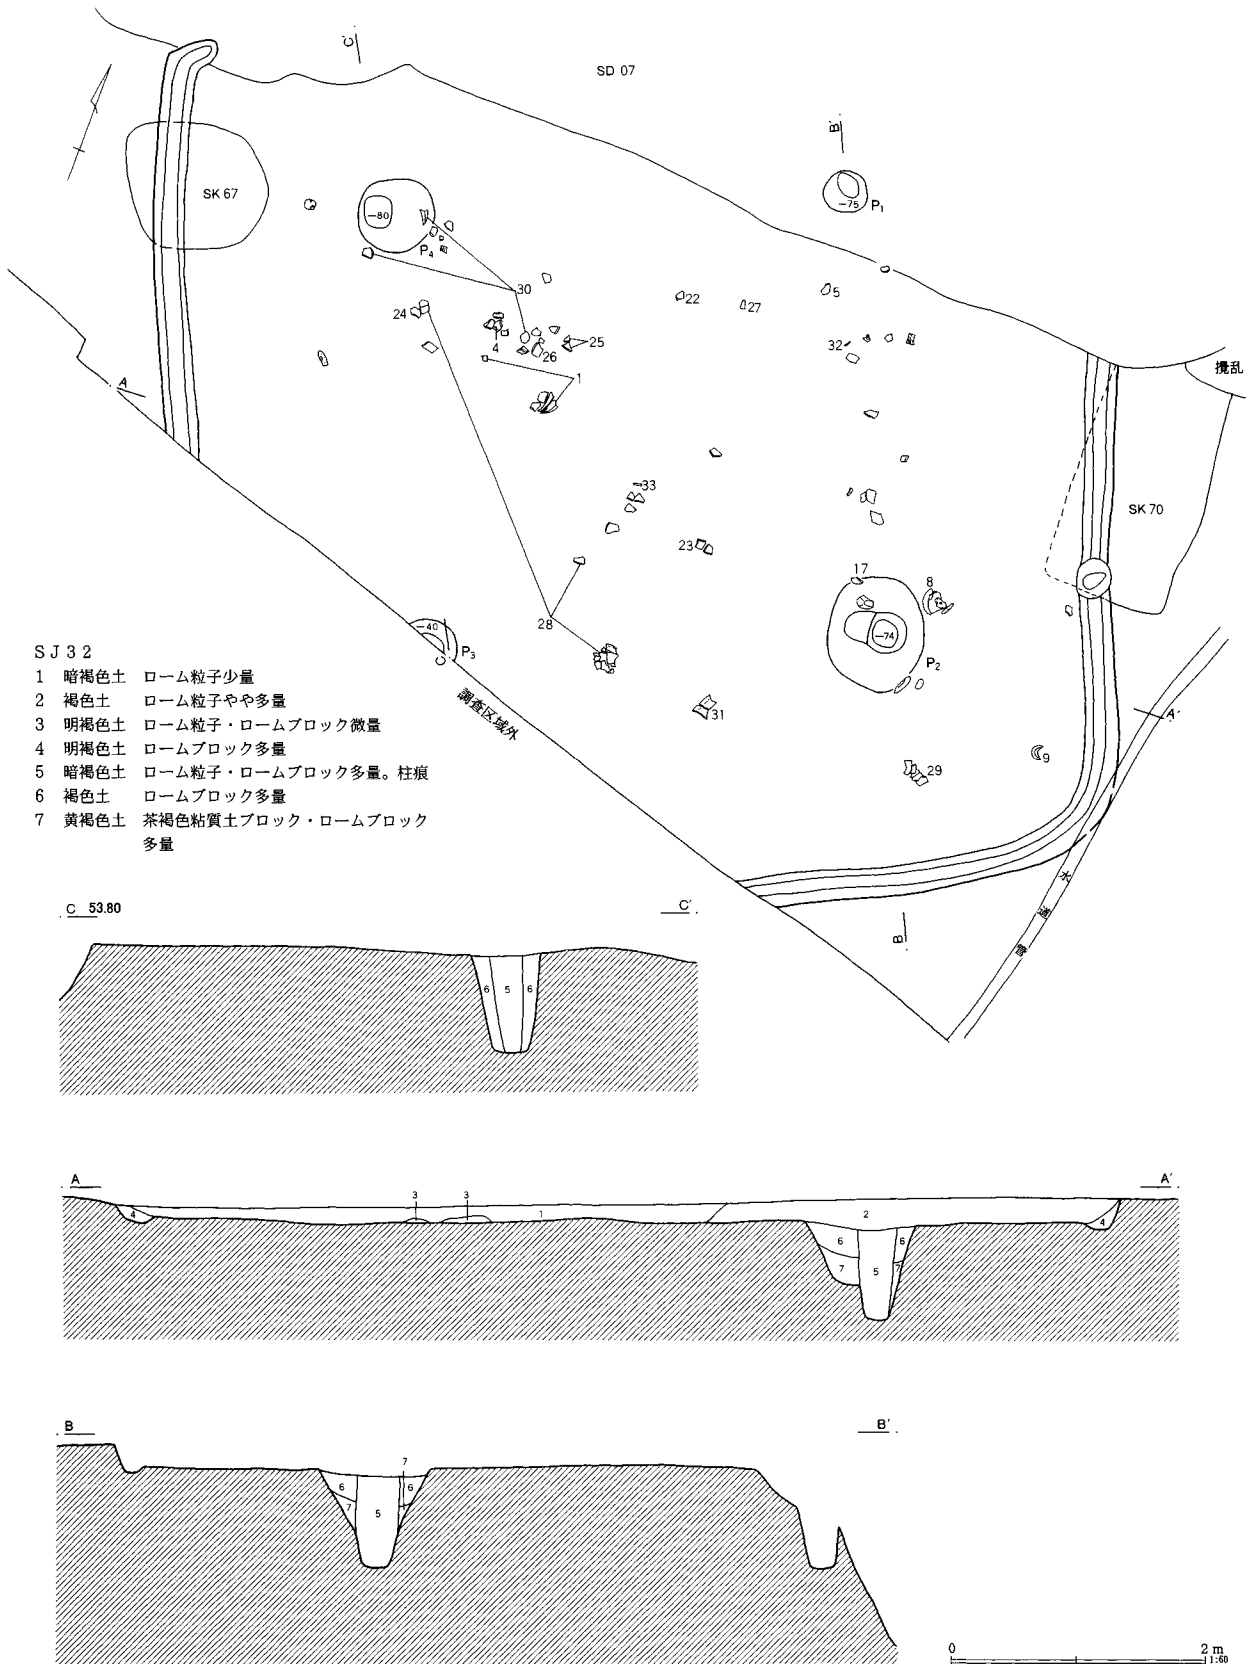 C′
SD 07
B′
SK 67
−80
−75 P₁
P₄
30
5
22
27
24
4
26
25
32
攪乱
A
1
33
SK 70
23
17
8
28
−40
−74
C
P₃
P₂
SJ32
1 暗褐色土 ローム粒子少量
2 褐色土 ローム粒子やや多量
3 明褐色土 ローム粒子・ロームブロック微量
4 明褐色土 ロームブロック多量
5 暗褐色土 ローム粒子・ロームブロック多量。柱痕
6 褐色土 ロームブロック多量
7 黄褐色土 茶褐色粘質土ブロック・ロームブロック
多量
調査区域外
31
A′
9
29
水道管
B
C 53.80
C′
6 5 6
A
A′
3 3
4
1
2
4
6 6
7 5 7
B
B′
7
6 6
7 5
0 2m
1:60